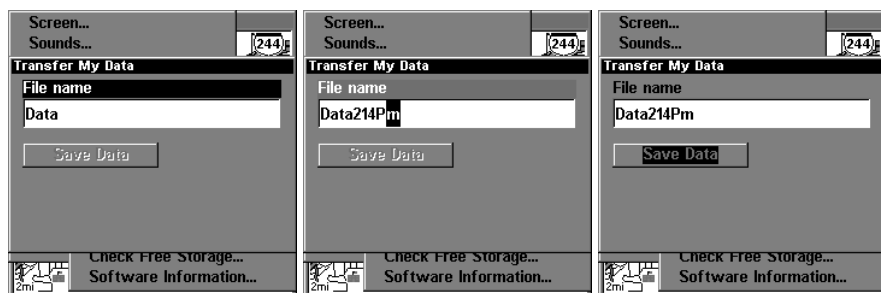 Screen...
Sounds...
244
Transfer My Data
File name
Data
Save Data
Check Free Storage...
Software Information...
2mi
Screen...
Sounds...
244
Transfer My Data
File name
Data214Pm
Save Data
Check Free Storage...
Software Information...
2mi
Screen...
Sounds...
244
Transfer My Data
File name
Data214Pm
Save Data
Check Free Storage...
Software Information...
2mi